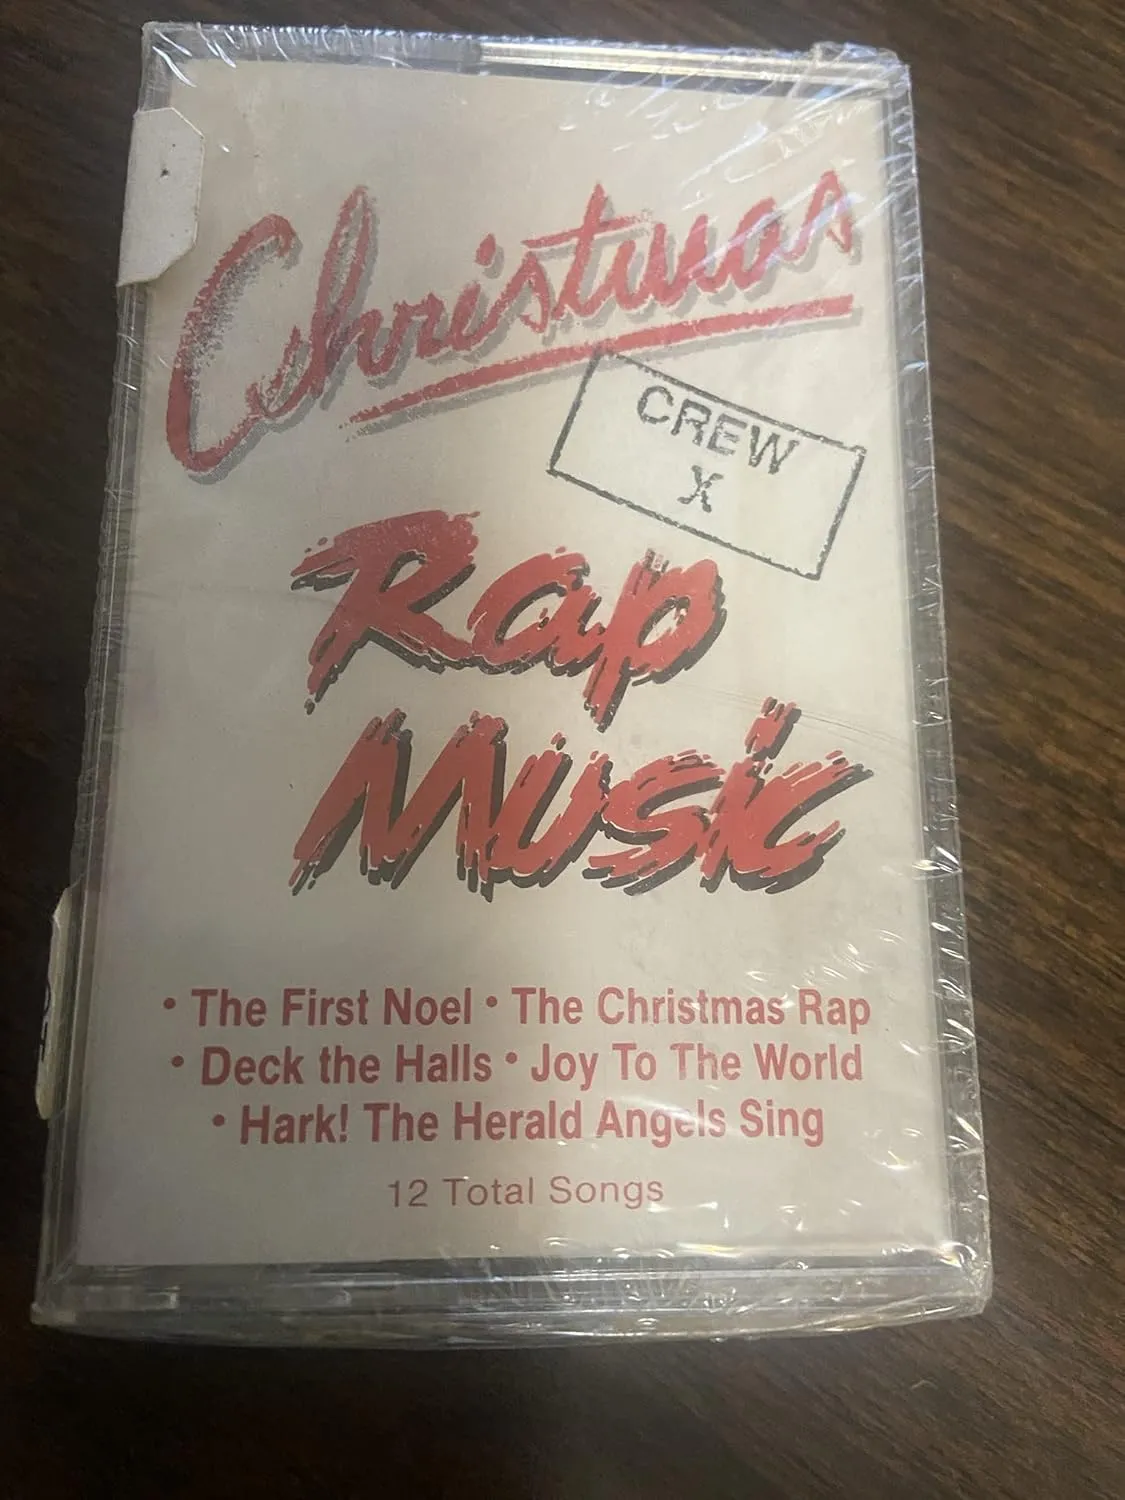 Christmas
CREW
X
Rap
Music
• The First Noel • The Christmas Rap
• Deck the Halls • Joy To The World
• Hark! The Herald Angels Sing
12 Total Songs